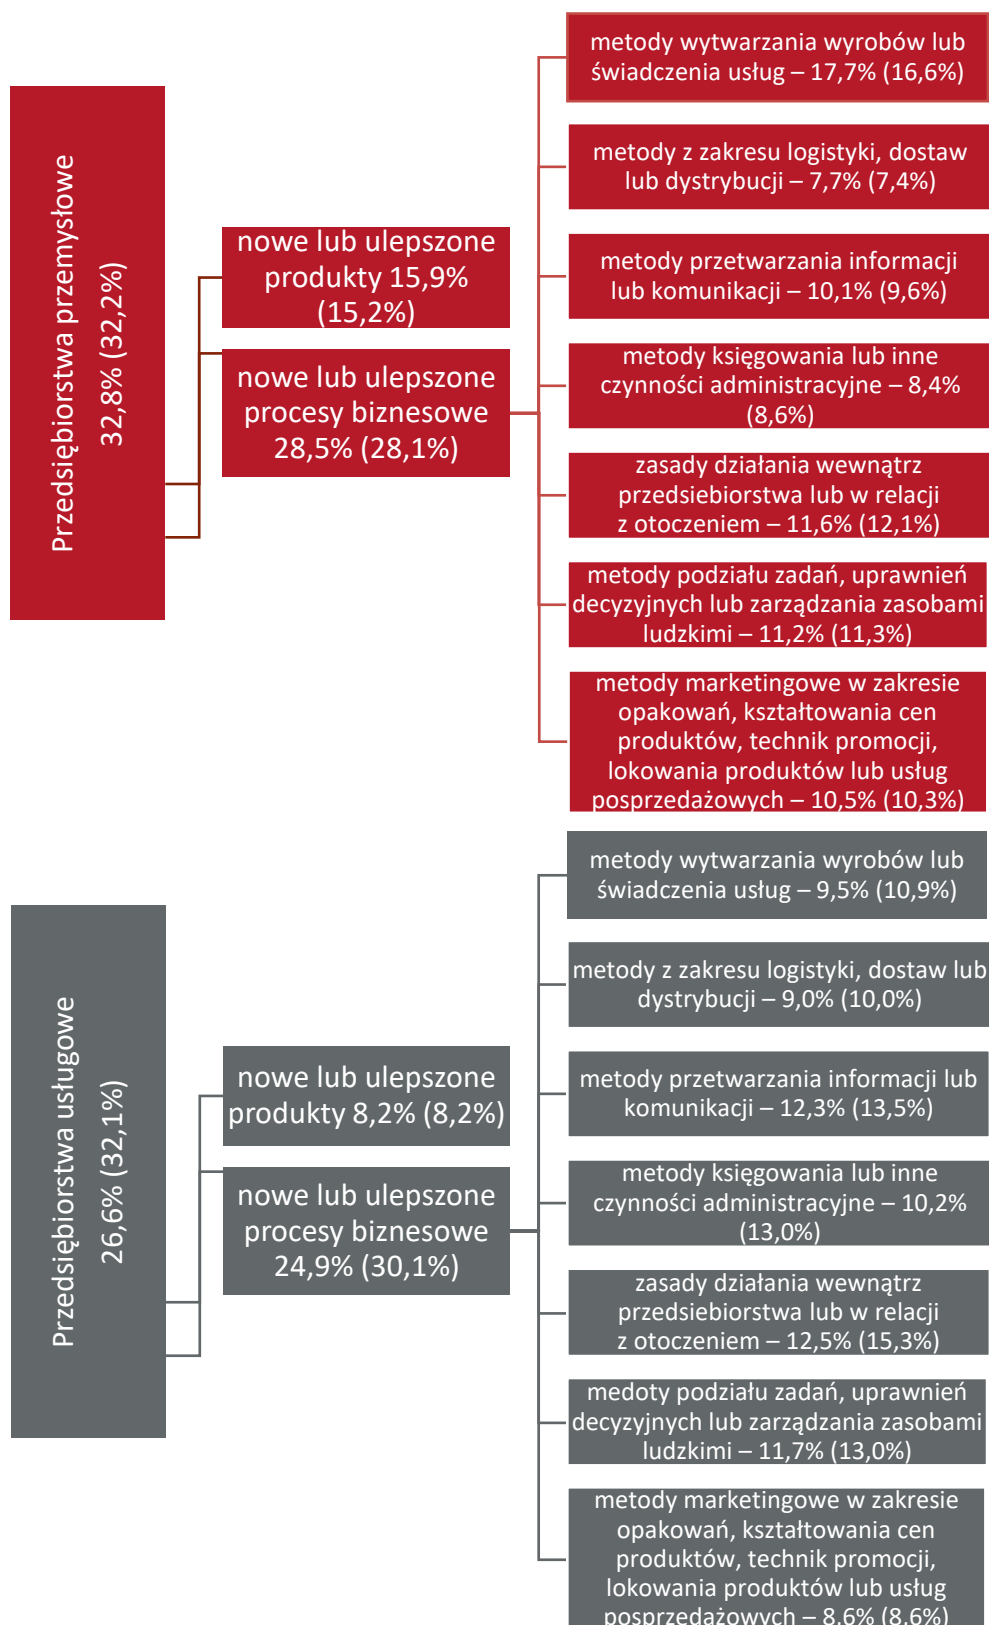 Przedsiębiorstwa przemysłowe
32,8% (32,2%)
nowe lub ulepszone
produkty 15,9%
(15,2%)
nowe lub ulepszone
procesy biznesowe
28,5% (28,1%)
metody wytwarzania wyrobów lub
świadczenia usług – 17,7% (16,6%)
metody z zakresu logistyki, dostaw
lub dystrybucji – 7,7% (7,4%)
metody przetwarzania informacji
lub komunikacji – 10,1% (9,6%)
metody księgowania lub inne
czynności administracyjne – 8,4%
(8,6%)
zasady działania wewnątrz
przedsiebiorstwa lub w relacji
z otoczeniem – 11,6% (12,1%)
metody podziału zadań, uprawnień
decyzyjnych lub zarządzania zasobami
ludzkimi – 11,2% (11,3%)
metody marketingowe w zakresie
opakowań, kształtowania cen
produktów, technik promocji,
lokowania produktów lub usług
posprzedażowych – 10,5% (10,3%)
Przedsiębiorstwa usługowe
26,6% (32,1%)
nowe lub ulepszone
produkty 8,2% (8,2%)
nowe lub ulepszone
procesy biznesowe
24,9% (30,1%)
metody wytwarzania wyrobów lub
świadczenia usług – 9,5% (10,9%)
metody z zakresu logistyki, dostaw lub
dystrybucji – 9,0% (10,0%)
metody przetwarzania informacji lub
komunikacji – 12,3% (13,5%)
metody księgowania lub inne
czynności administracyjne – 10,2%
(13,0%)
zasady działania wewnątrz
przedsiebiorstwa lub w relacji
z otoczeniem – 12,5% (15,3%)
medoty podziału zadań, uprawnień
decyzyjnych lub zarządzania zasobami
ludzkimi – 11,7% (13,0%)
metody marketingowe w zakresie
opakowań, kształtowania cen
produktów, technik promocji,
lokowania produktów lub usług
posprzedażowych – 8,6% (8,6%)